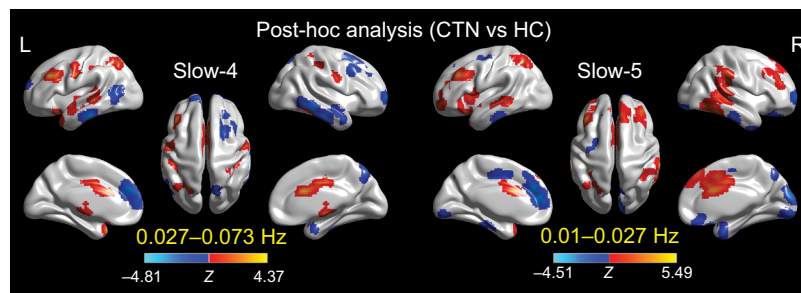 Post-hoc analysis (CTN vs HC)
L
R
Slow-4
Slow-5
0.027–0.073 Hz
0.01–0.027 Hz
–4.81 Z 4.37
–4.51 Z 5.49